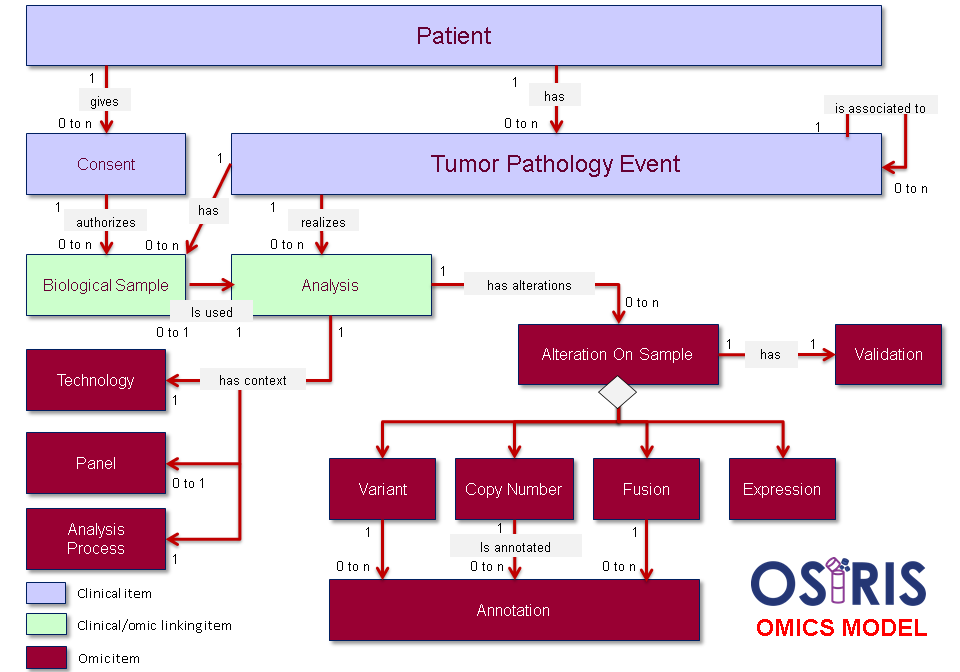 Patient
1
1
gives
has
is associated to
0 to n
0 to n
1
Consent
1
Tumor Pathology Event
0 to n
1
has
1
authorizes
realizes
0 to n
0 to n
0 to n
Biological Sample
Analysis
1
has alterations
0 to n
Is used
0 to 1
1
1
Alteration On Sample
1
has
1
Validation
Technology
has context
1
Panel
0 to 1
Variant
Copy Number
Fusion
Expression
Analysis
Process
1
1
1
1
Is annotated
0 to n
0 to n
0 to n
Annotation
Clinical item
Clinical/omic linking item
Omic item
OSIRIS
OMICS MODEL